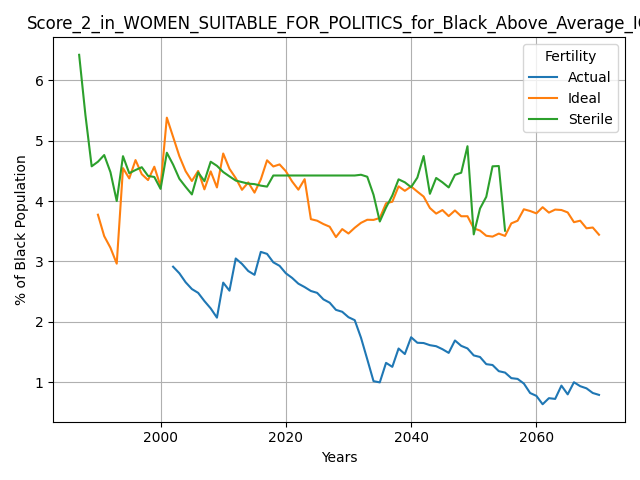 Score_2_in_WOMEN_SUITABLE_FOR_POLITICS_for_Black_Above_Average_I
Fertility
Actual
Ideal
Sterile
% of Black Population
6
5
4
3
2
1
2000
2020
2040
2060
Years